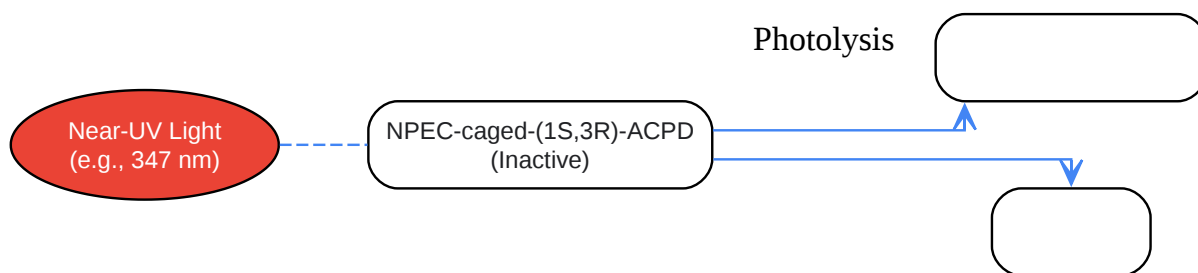 Photolysis
Near-UV Light
(e.g., 347 nm)
NPEC-caged-(1S,3R)-ACPD
(Inactive)